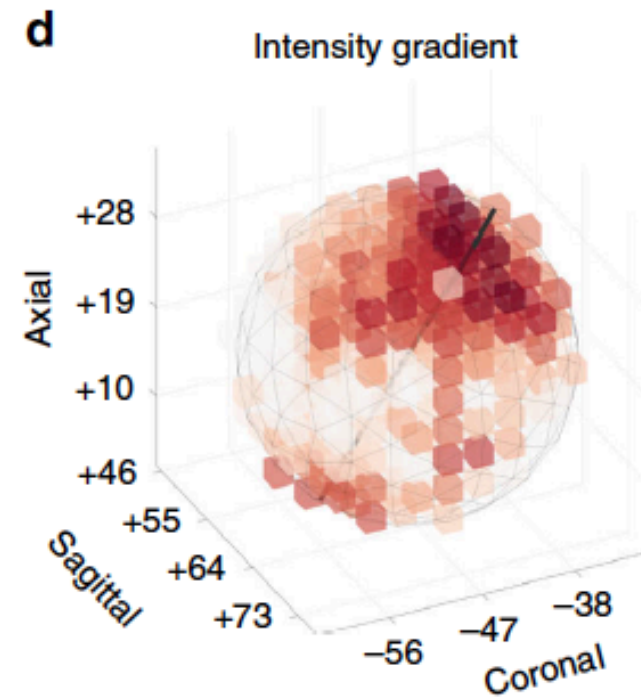 d
Intensity gradient
Axial
+28
+19
+10
+46
+55
+64
+73
Sagittal
–56
–47
–38
Coronal